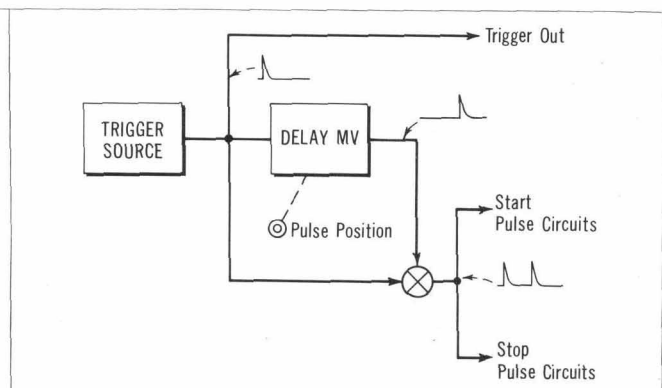 Trigger Out
TRIGGER
SOURCE
DELAY MV
Pulse Position
Start
Pulse Circuits
Stop
Pulse Circuits